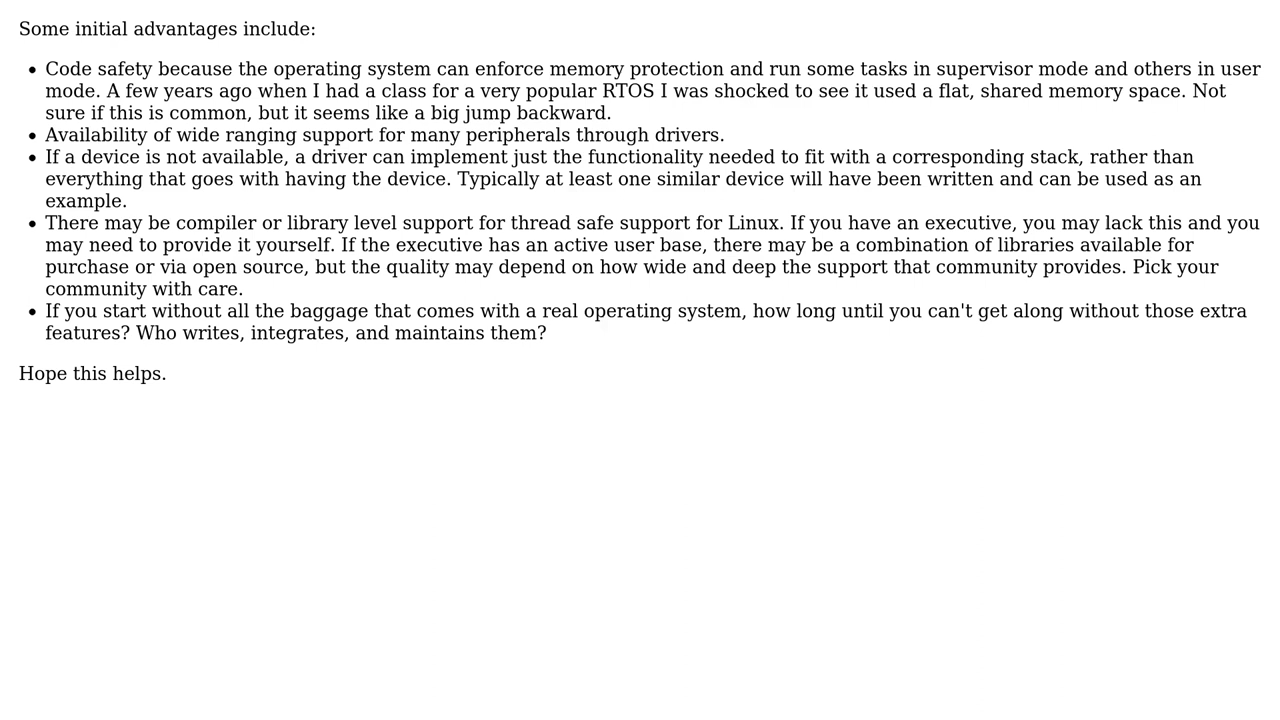 Some initial advantages include:
• Code safety because the operating system can enforce memory protection and run some tasks in supervisor mode and others in user
mode. A few years ago when I had a class for a very popular RTOS I was shocked to see it used a flat, shared memory space. Not
sure if this is common, but it seems like a big jump backward.
• Availability of wide ranging support for many peripherals through drivers.
• If a device is not available, a driver can implement just the functionality needed to fit with a corresponding stack, rather than
everything that goes with having the device. Typically at least one similar device will have been written and can be used as an
example.
• There may be compiler or library level support for thread safe support for Linux. If you have an executive, you may lack this and you
may need to provide it yourself. If the executive has an active user base, there may be a combination of libraries available for
purchase or via open source, but the quality may depend on how wide and deep the support that community provides. Pick your
community with care.
• If you start without all the baggage that comes with a real operating system, how long until you can't get along without those extra
features? Who writes, integrates, and maintains them?
Hope this helps.